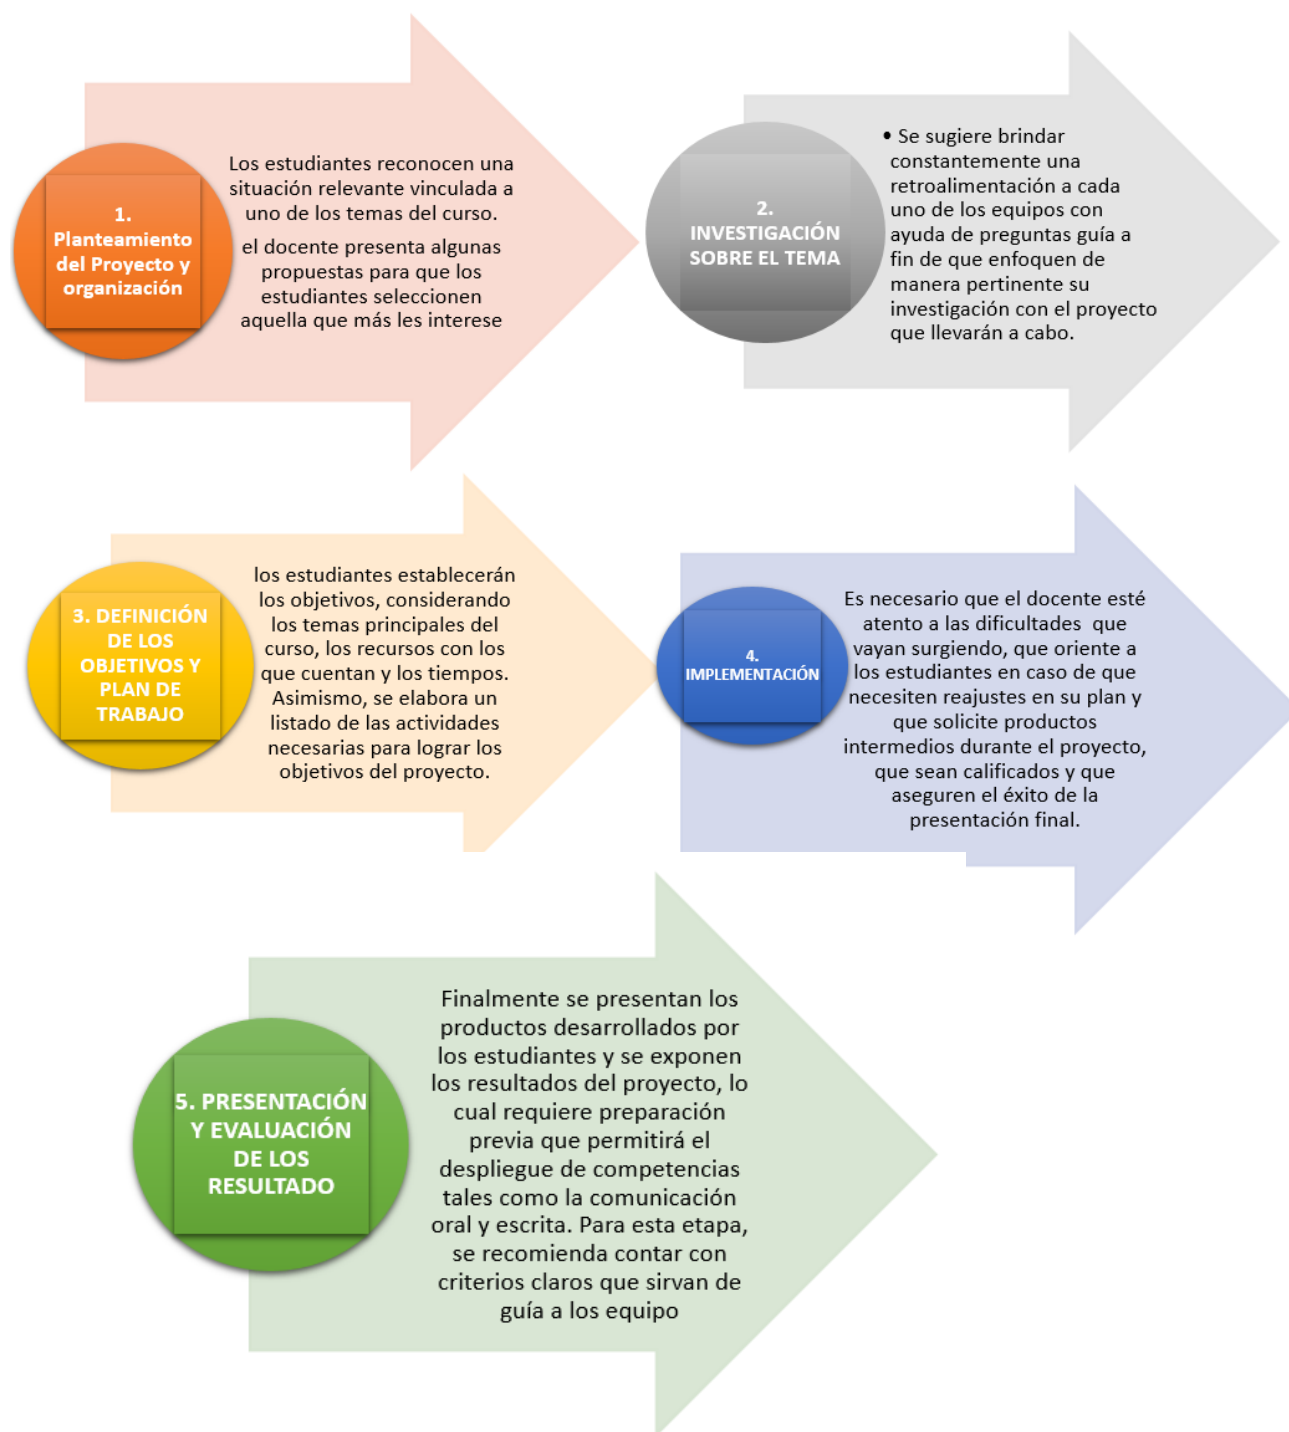 1.
Planteamiento
del Proyecto y
organización
Los estudiantes reconocen una
situación relevante vinculada a
uno de los temas del curso.
el docente presenta algunas
propuestas para que los
estudiantes seleccionen
aquella que más les interese
2.
INVESTIGACIÓN
SOBRE EL TEMA
• Se sugiere brindar
constantemente una
retroalimentación a cada
uno de los equipos con
ayuda de preguntas guía a
fin de que enfoquen de
manera pertinente su
investigación con el proyecto
que llevarán a cabo.
3. DEFINICIÓN
DE LOS
OBJETIVOS Y
PLAN DE
TRABAJO
los estudiantes establecerán
los objetivos, considerando
los temas principales del
curso, los recursos con los
que cuentan y los tiempos.
Asimismo, se elabora un
listado de las actividades
necesarias para lograr los
objetivos del proyecto.
4.
IMPLEMENTACIÓN
Es necesario que el docente esté
atento a las dificultades que
vayan surgiendo, que oriente a
los estudiantes en caso de que
necesiten reajustes en su plan y
que solicite productos
intermedios durante el proyecto,
que sean calificados y que
aseguren el éxito de la
presentación final.
5. PRESENTACIÓN
Y EVALUACIÓN
DE LOS
RESULTADO
Finalmente se presentan los
productos desarrollados por
los estudiantes y se exponen
los resultados del proyecto, lo
cual requiere preparación
previa que permitirá el
despliegue de competencias
tales como la comunicación
oral y escrita. Para esta etapa,
se recomienda contar con
criterios claros que sirvan de
guía a los equipo